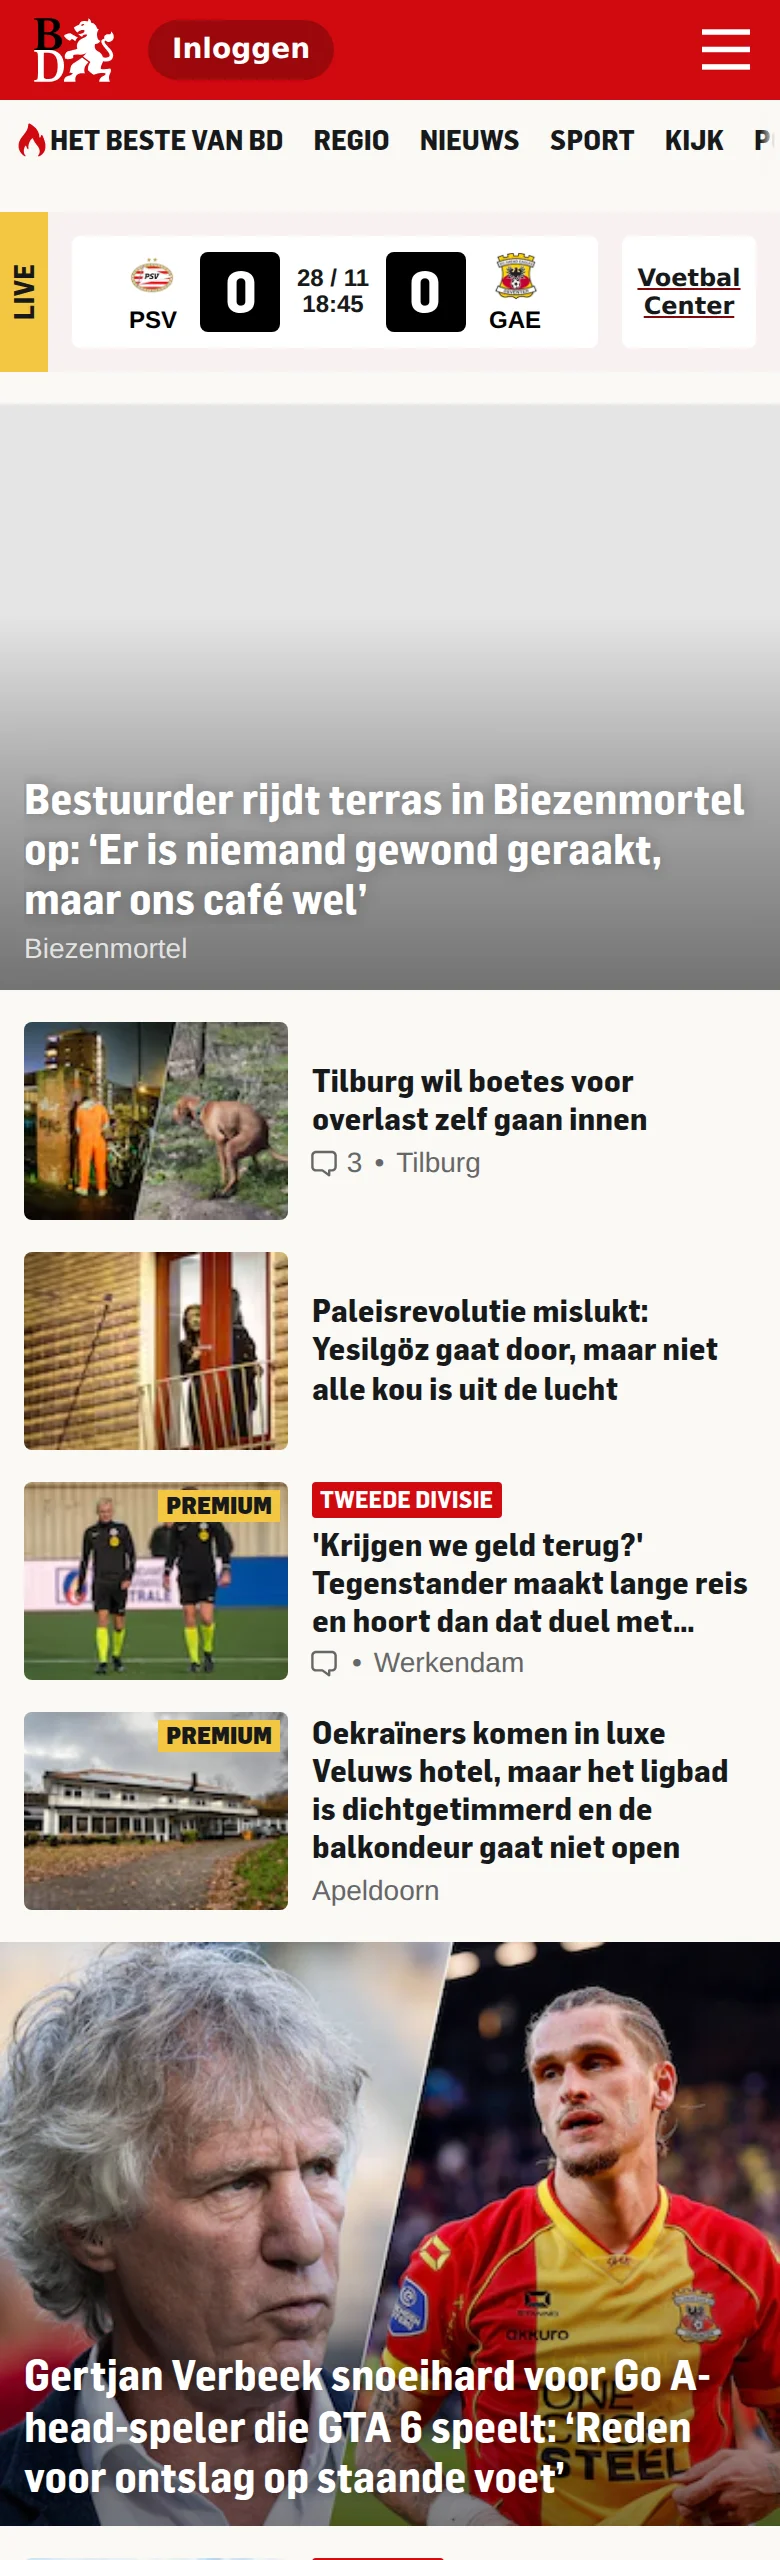 B
D
Inloggen
HET BESTE VAN BD REGIO NIEUWS SPORT KIJK
LIVE
PSV
PSV
0
28 / 11
18:45
0
GAE
Voetbal
Center
Bestuurder rijdt terras in Biezenmortel
op: ‘Er is niemand gewond geraakt,
maar ons café wel’
Biezenmortel
Tilburg wil boetes voor
overlast zelf gaan innen
3 • Tilburg
Paleisrevolutie mislukt:
Yesilgöz gaat door, maar niet
alle kou is uit de lucht
PREMIUM
TWEEDE DIVISIE
'Krijgen we geld terug?'
Tegenstander maakt lange reis
en hoort dan dat duel met...
• Werkendam
PREMIUM
Oekraïners komen in luxe
Veluws hotel, maar het ligbad
is dichtgetimmerd en de
balkondeur gaat niet open
Apeldoorn
STANNO
akkuro
ONE
STEEL
Gertjan Verbeek snoeihard voor Go A-
head-speler die GTA 6 speelt: ‘Reden
voor ontslag op staande voet’